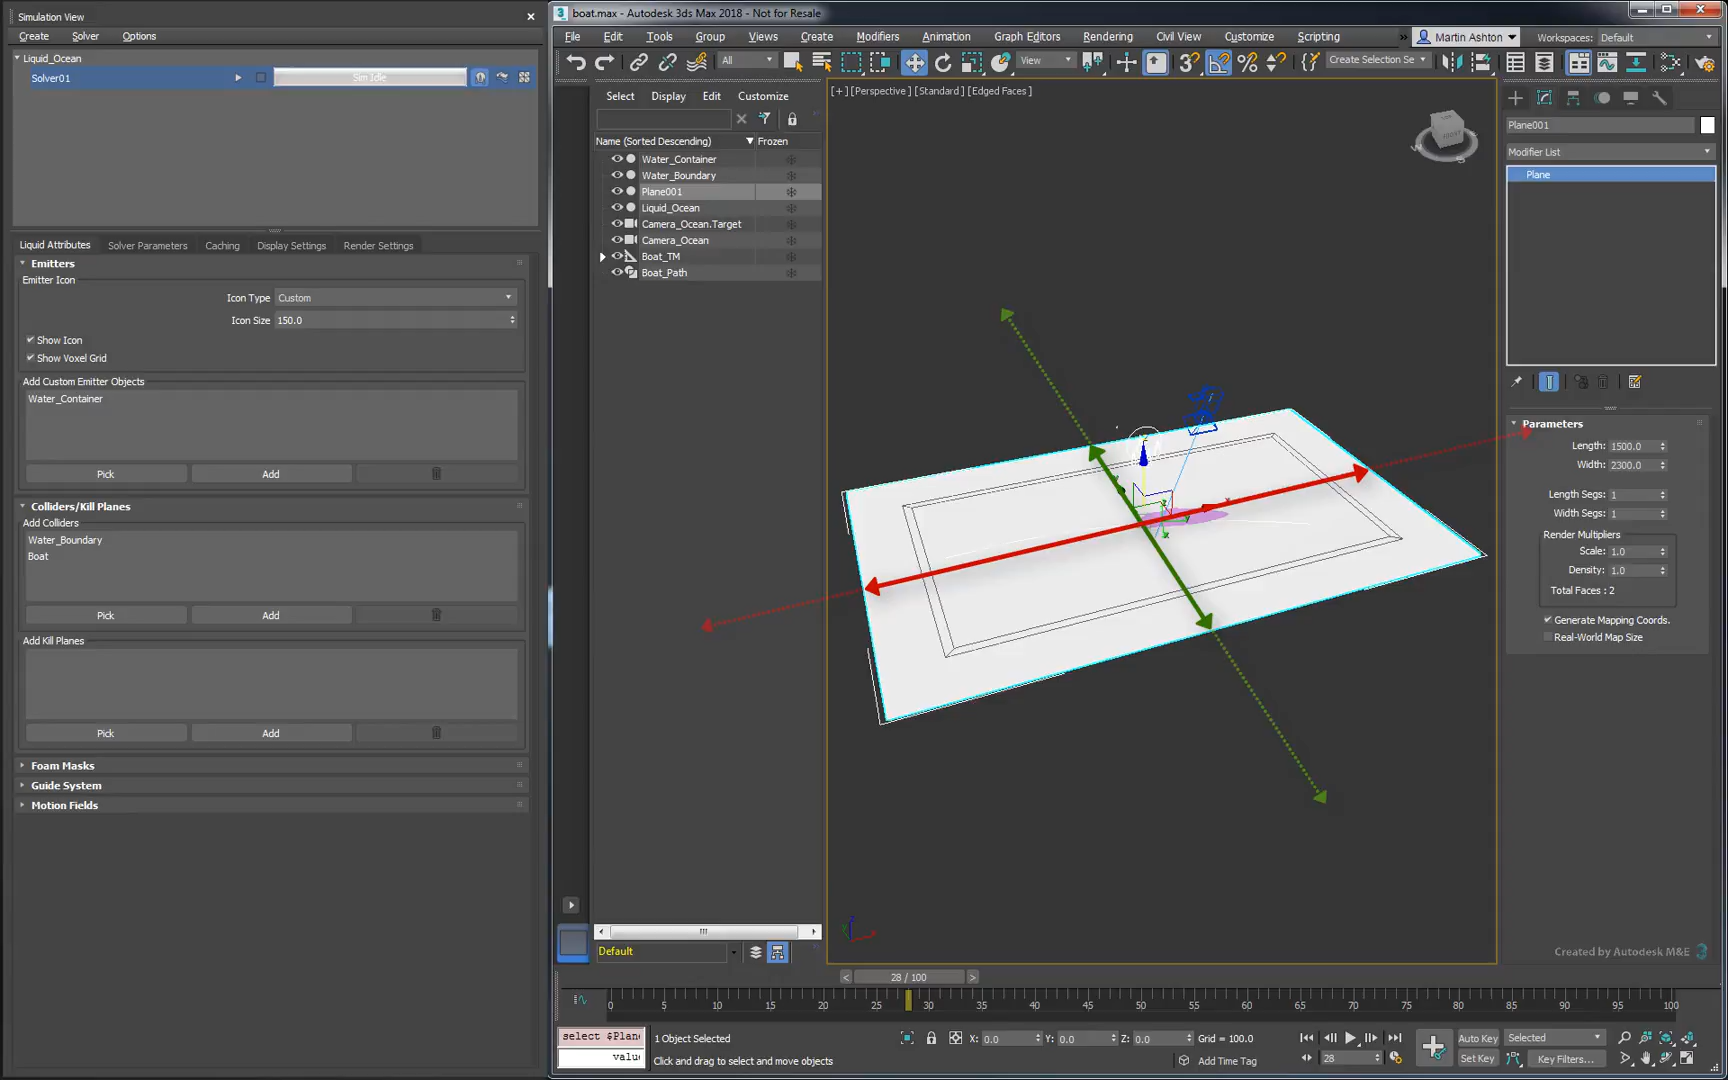 Simulation View
Create Solver Options
Liquid_Ocean
Solver01 Sim Idle
Liquid Attributes Solver Parameters Caching Display Settings Render Settings
Emitters
Emitter Icon
Icon Type Custom
Icon Size 150.0
Show Icon
Show Voxel Grid
Add Custom Emitter Objects
Water_Container
Pick Add
Colliders/Kill Planes
Add Colliders
Water_Boundary
Boat
Pick Add
Add Kill Planes
Pick Add
Foam Masks
Guide System
Motion Fields
boat.max - Autodesk 3ds Max 2018 - Not for Resale
File Edit Tools Group Views Create Modifiers Animation Graph Editors Rendering Civil View Customize Scripting Martin Ashton Workspaces: Default
All View Create Selection Se
Select Display Edit Customize
Name (Sorted Descending) Frozen
Water_Container
Water_Boundary
Plane001
Liquid_Ocean
Camera_Ocean.Target
Camera_Ocean
Boat_TM
Boat_Path
Default
[+] [Perspective] [Standard] [Edged Faces]
Plane001
Modifier List
Plane
Parameters
Length: 1500.0
Width: 2300.0
Length Segs: 1
Width Segs: 1
Render Multipliers
Scale: 1.0
Density: 1.0
Total Faces : 2
Generate Mapping Coords.
Real-World Map Size
Created by Autodesk M&E 3
< 28 / 100 >
0 5 10 15 20 25 30 35 40 45 50 55 60 65 70 75 80 85 90 95 100
select $Plan
value
1 Object Selected
Click and drag to select and move objects
X: 0.0 Y: 0.0 Z: 0.0 Grid = 100.0
Add Time Tag
28
Auto Key Selected
Set Key Key Filters...